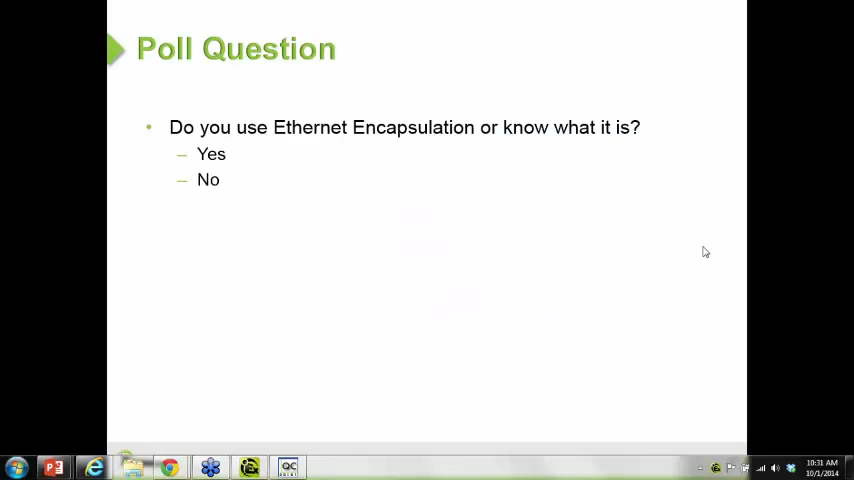 Poll Question
• Do you use Ethernet Encapsulation or know what it is?
– Yes
– No
QC
10:31 AM
10/1/2014